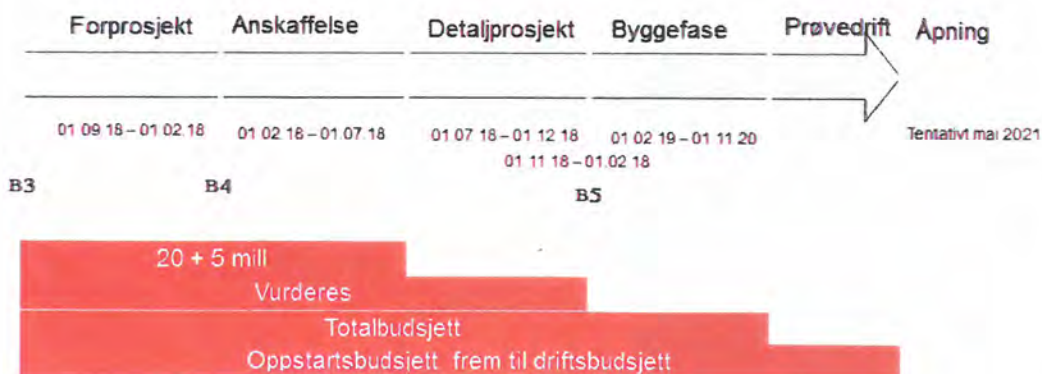 Forprosjekt Anskaffelse Detaljprosjekt Byggefase Prøvedrift Åpning
01 09 18 – 01 02.18 01 02 18 – 01.07 18 01 07 18 – 01 12 18 01 02 19 – 01 11 20 Tentativt mai 2021
01 11 18 – 01.02 18
B3 B4 B5
20 + 5 mill
Vurderes
Totalbudsjett
Oppstartsbudsjett frem til driftsbudsjett